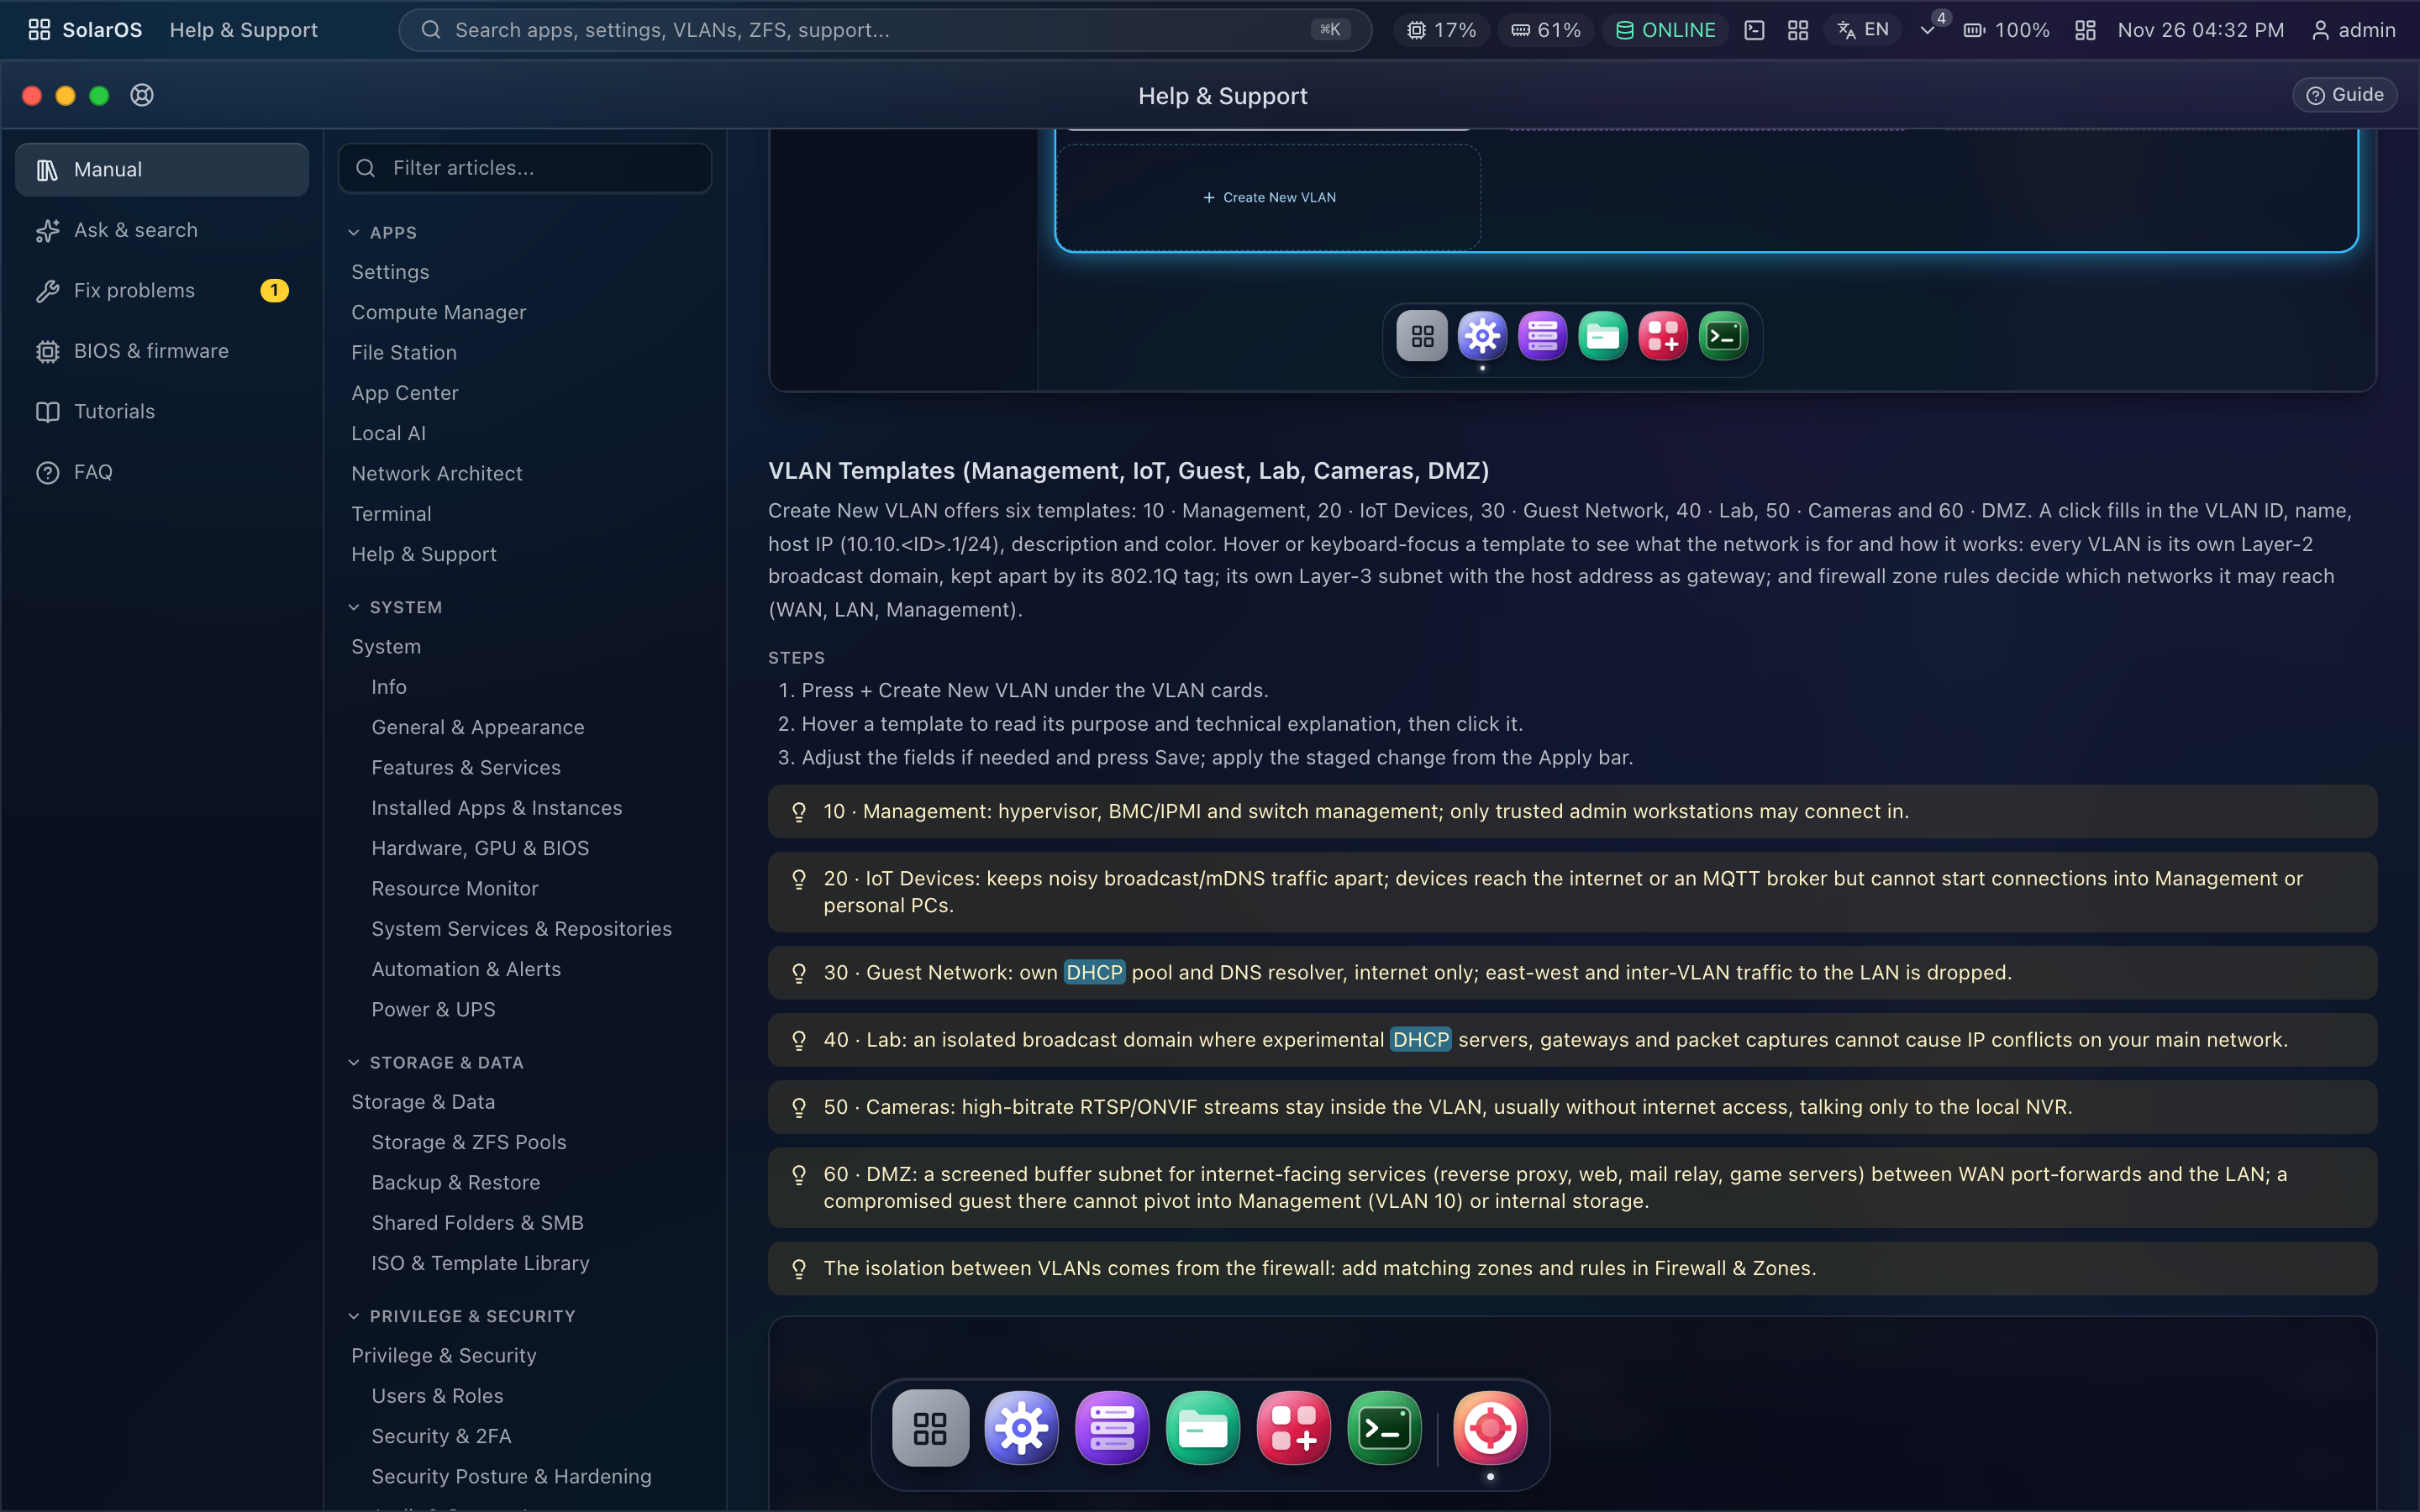 SolarOS Help & Support Search apps, settings, VLANs, ZFS, support... ⌘K 17% 61% ONLINE EN 4 100% Nov 26 04:32 PM admin
Help & Support Guide
Manual
Ask & search
Fix problems 1
BIOS & firmware
Tutorials
FAQ
Filter articles...
APPS
Settings
Compute Manager
File Station
App Center
Local AI
Network Architect
Terminal
Help & Support
SYSTEM
System
Info
General & Appearance
Features & Services
Installed Apps & Instances
Hardware, GPU & BIOS
Resource Monitor
System Services & Repositories
Automation & Alerts
Power & UPS
STORAGE & DATA
Storage & Data
Storage & ZFS Pools
Backup & Restore
Shared Folders & SMB
ISO & Template Library
PRIVILEGE & SECURITY
Privilege & Security
Users & Roles
Security & 2FA
Security Posture & Hardening
+ Create New VLAN
VLAN Templates (Management, IoT, Guest, Lab, Cameras, DMZ)
Create New VLAN offers six templates: 10 · Management, 20 · IoT Devices, 30 · Guest Network, 40 · Lab, 50 · Cameras and 60 · DMZ. A click fills in the VLAN ID, name,
host IP (10.10.<ID>.1/24), description and color. Hover or keyboard-focus a template to see what the network is for and how it works: every VLAN is its own Layer-2
broadcast domain, kept apart by its 802.1Q tag; its own Layer-3 subnet with the host address as gateway; and firewall zone rules decide which networks it may reach
(WAN, LAN, Management).
STEPS
1. Press + Create New VLAN under the VLAN cards.
2. Hover a template to read its purpose and technical explanation, then click it.
3. Adjust the fields if needed and press Save; apply the staged change from the Apply bar.
10 · Management: hypervisor, BMC/IPMI and switch management; only trusted admin workstations may connect in.
20 · IoT Devices: keeps noisy broadcast/mDNS traffic apart; devices reach the internet or an MQTT broker but cannot start connections into Management or
personal PCs.
30 · Guest Network: own DHCP pool and DNS resolver, internet only; east-west and inter-VLAN traffic to the LAN is dropped.
40 · Lab: an isolated broadcast domain where experimental DHCP servers, gateways and packet captures cannot cause IP conflicts on your main network.
50 · Cameras: high-bitrate RTSP/ONVIF streams stay inside the VLAN, usually without internet access, talking only to the local NVR.
60 · DMZ: a screened buffer subnet for internet-facing services (reverse proxy, web, mail relay, game servers) between WAN port-forwards and the LAN; a
compromised guest there cannot pivot into Management (VLAN 10) or internal storage.
The isolation between VLANs comes from the firewall: add matching zones and rules in Firewall & Zones.